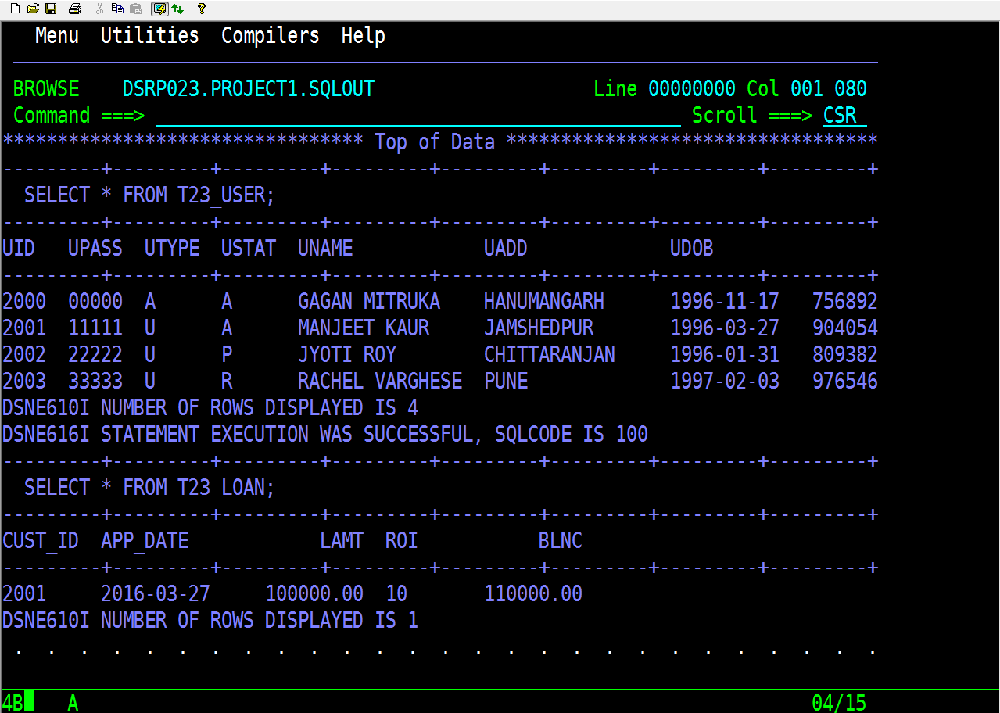 Menu  Utilities  Compilers  Help
BROWSE    DSRP023.PROJECT1.SQLOUT                    Line 00000000 Col 001 080
Command ===>                                                  Scroll ===> CSR
********************************* Top of Data **********************************
---------+---------+---------+---------+---------+---------+---------+---------+
  SELECT * FROM T23_USER;
---------+---------+---------+---------+---------+---------+---------+---------+
UID   UPASS  UTYPE  USTAT  UNAME            UADD             UDOB
---------+---------+---------+---------+---------+---------+---------+---------+
2000  00000  A      A      GAGAN MITRUKA    HANUMANGARH      1996-11-17   756892
2001  11111  U      A      MANJEET KAUR     JAMSHEDPUR       1996-03-27   904054
2002  22222  U      P      JYOTI ROY        CHITTARANJAN     1996-01-31   809382
2003  33333  U      R      RACHEL VARGHESE  PUNE             1997-02-03   976546
DSNE610I NUMBER OF ROWS DISPLAYED IS 4
DSNE616I STATEMENT EXECUTION WAS SUCCESSFUL, SQLCODE IS 100
---------+---------+---------+---------+---------+---------+---------+---------+
  SELECT * FROM T23_LOAN;
---------+---------+---------+---------+---------+---------+---------+---------+
CUST_ID  APP_DATE            LAMT  ROI           BLNC
---------+---------+---------+---------+---------+---------+---------+---------+
2001     2016-03-27     100000.00  10       110000.00
DSNE610I NUMBER OF ROWS DISPLAYED IS 1
 .  .  .  .  .  .  .  .  .  .  .  .  .  .  .  .  .  .  .  .  .  .  .  .  .  .  .
4B    A                                                                   04/15